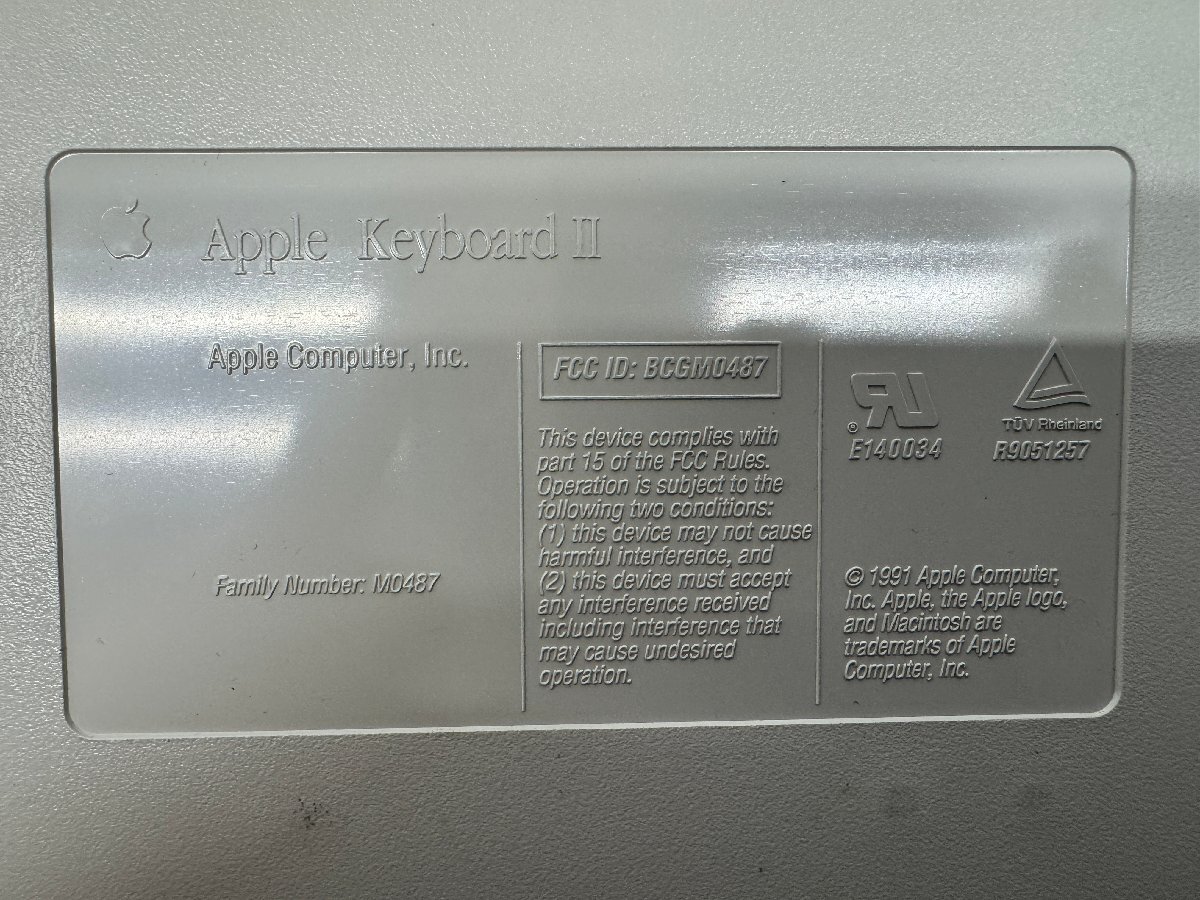 Apple Keyboard II
Apple Computer, Inc.
Family Number: M0487
FCC ID: BCGM0487
This device complies with
part 15 of the FCC Rules.
Operation is subject to the
following two conditions:
(1) this device may not cause
harmful interference, and
(2) this device must accept
any interference received
including interference that
may cause undesired
operation.
RU
©
E140034
TÜV Rheinland
R9051257
© 1991 Apple Computer,
Inc. Apple, the Apple logo,
and Macintosh are
trademarks of Apple
Computer, Inc.